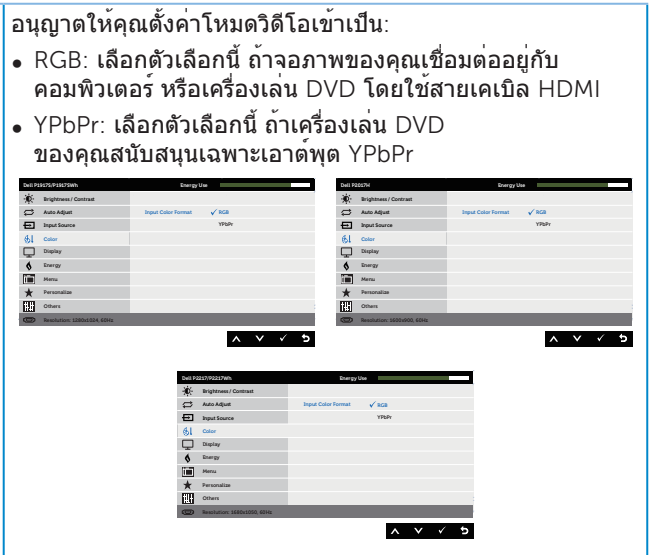 อนุญาตให้คุณตั้งค่าโหมดวิดีโอเข้าเป็น:
● RGB: เลือกตัวเลือกนี้ ถ้าจอภาพของคุณเชื่อมต่ออยู่กับ
คอมพิวเตอร์ หรือเครื่องเล่น DVD โดยใช้สายเคเบิล HDMI
● YPbPr: เลือกตัวเลือกนี้ ถ้าเครื่องเล่น DVD
ของคุณสนับสนุนเฉพาะเอาต์พุต YPbPr
Dell P1917S/P1917SWh Energy Use
Brightness / Contrast
Auto Adjust Input Color Format ✓ RGB
Input Source YPbPr
Color
Display
Energy
Menu
Personalize
Others
Resolution: 1280x1024, 60Hz
Dell P2017H Energy Use
Brightness / Contrast
Auto Adjust Input Color Format ✓ RGB
Input Source YPbPr
Color
Display
Energy
Menu
Personalize
Others
Resolution: 1600x900, 60Hz
Dell P2217/P2217Wh Energy Use
Brightness / Contrast
Auto Adjust Input Color Format ✓ RGB
Input Source YPbPr
Color
Display
Energy
Menu
Personalize
Others
Resolution: 1680x1050, 60Hz